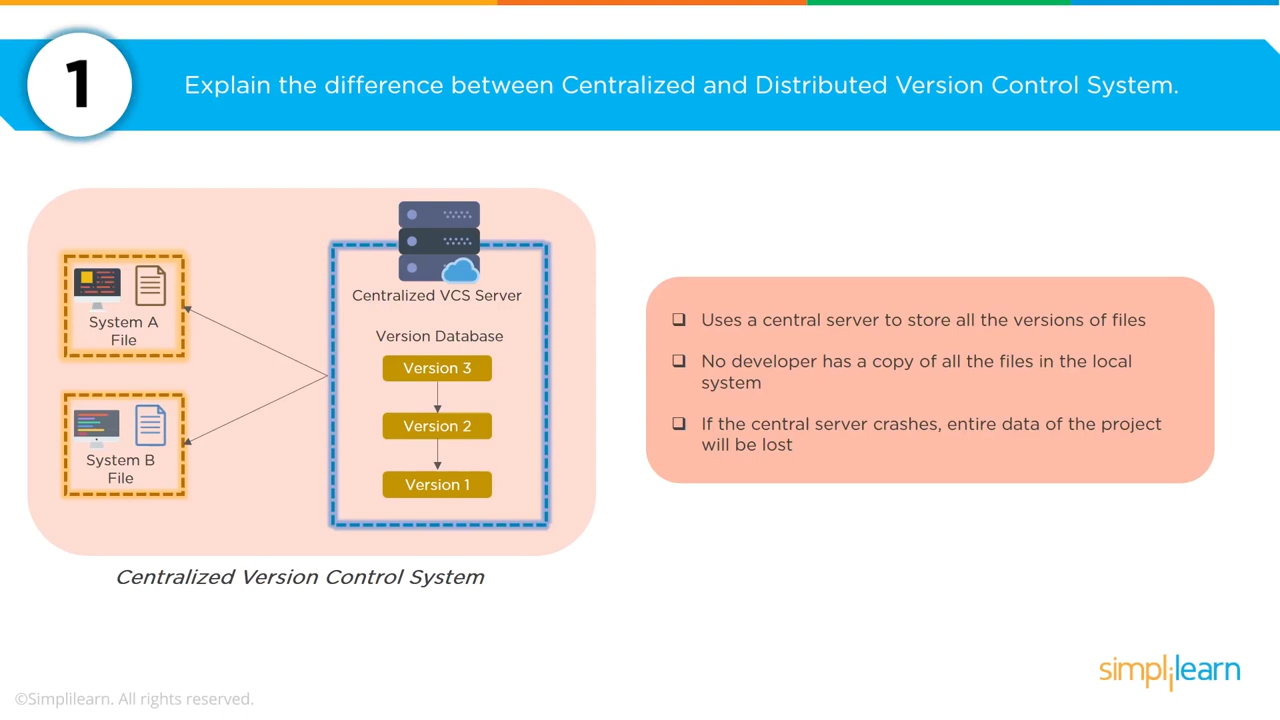 1
Explain the difference between Centralized and Distributed Version Control System.
System A
File
System B
File
Centralized VCS Server
Version Database
Version 3
Version 2
Version 1
Centralized Version Control System
❑ Uses a central server to store all the versions of files
❑ No developer has a copy of all the files in the local
system
❑ If the central server crashes, entire data of the project
will be lost
simplilearn
©Simplilearn. All rights reserved.